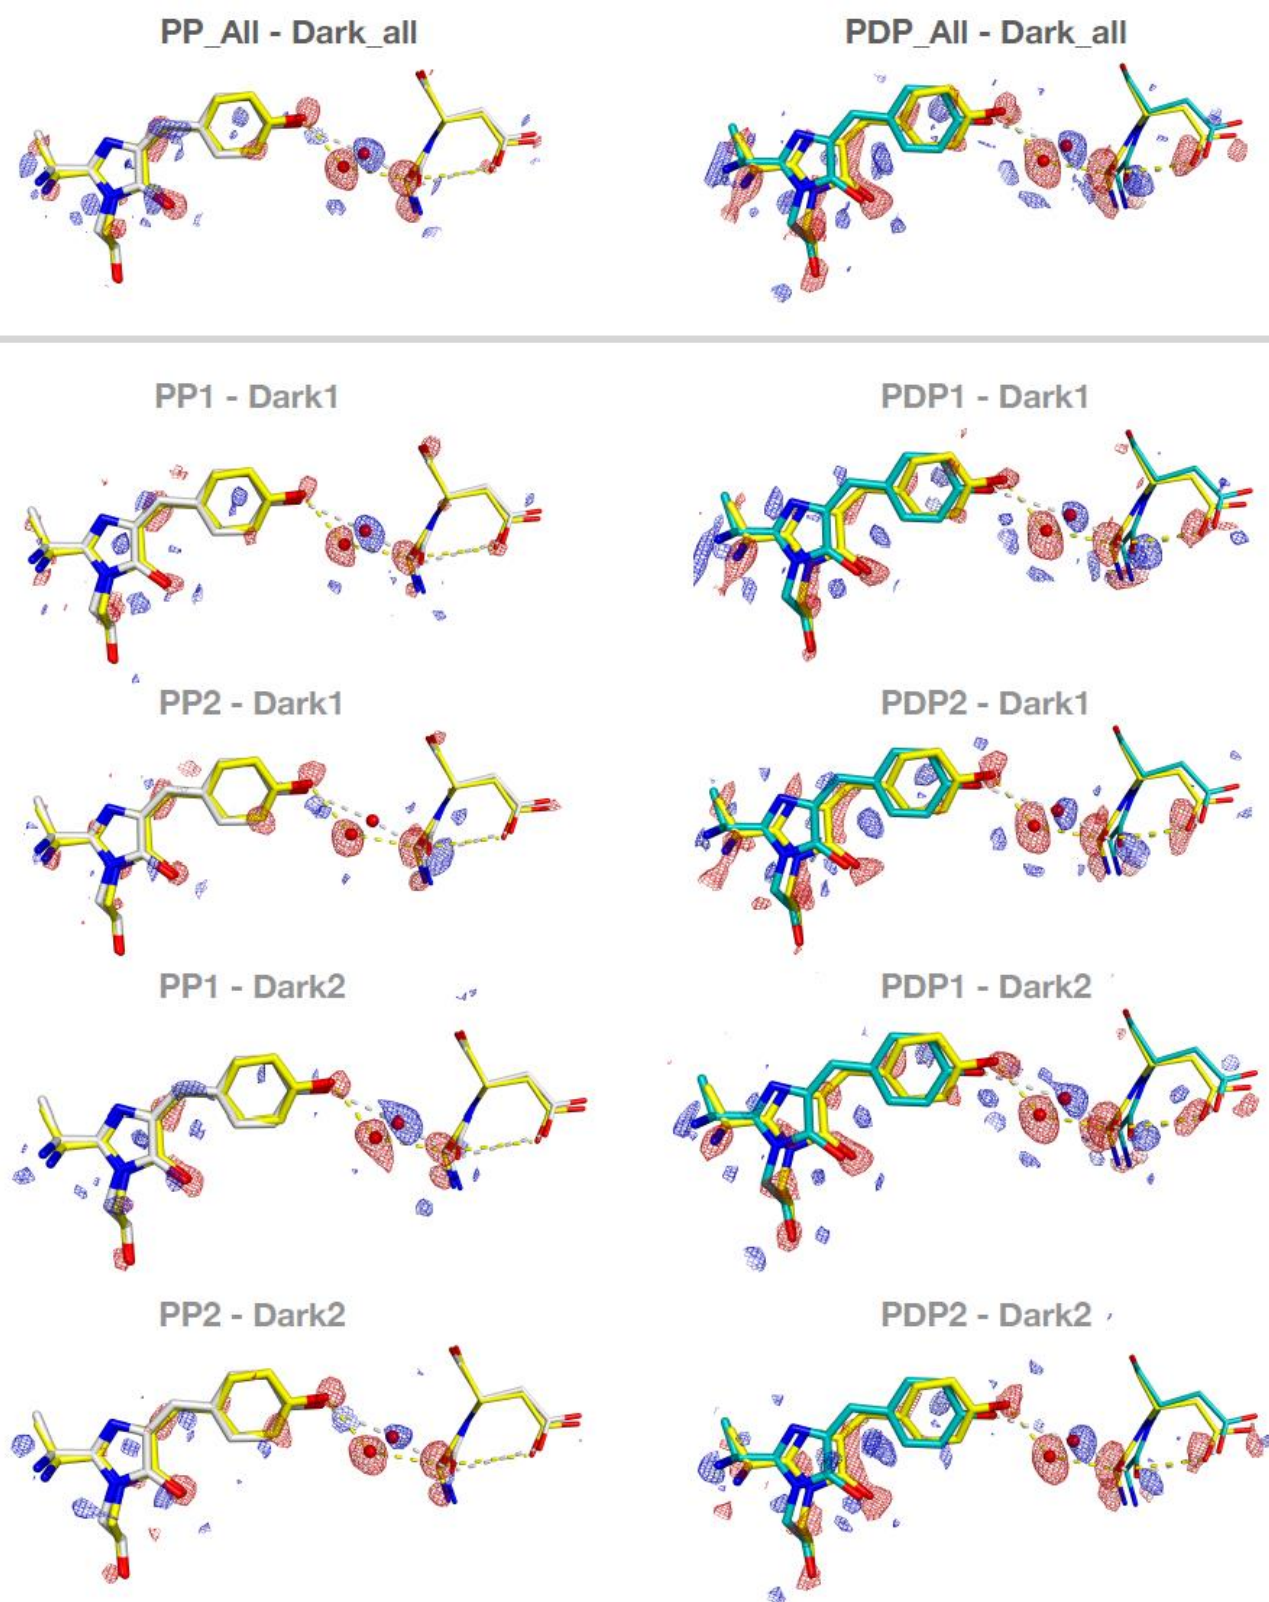 PP_All - Dark_all PDP_All - Dark_all
PP1 - Dark1 PDP1 - Dark1
PP2 - Dark1 PDP2 - Dark1
PP1 - Dark2 PDP1 - Dark2
PP2 - Dark2 PDP2 - Dark2